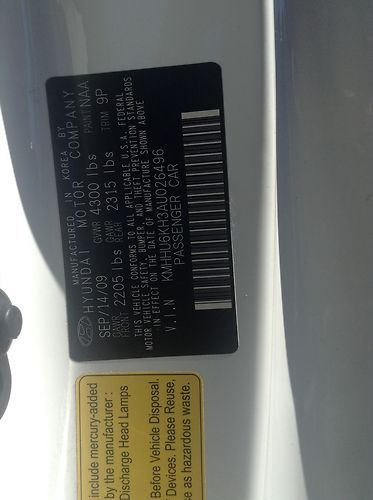 MANUFACTURED IN KOREA BY
HYUNDAI MOTOR COMPANY
SEP/14/09 GVWR 4300 lbs PAINT NAA
GAWR FRONT 2205 lbs GAWR REAR 2315 lbs TRIM 9P
THIS VEHICLE CONFORMS TO ALL APPLICABLE U.S.A. FEDERAL
MOTOR VEHICLE SAFETY, BUMPER, AND THEFT PREVENTION STANDARDS
IN EFFECT ON THE DATE OF MANUFACTURE SHOWN ABOVE
V.I.N KMHHU6KH3AU026496
PASSENGER CAR
include mercury-added
by the manufacturer :
Discharge Head Lamps
Before Vehicle Disposal.
Devices. Please Reuse,
se as hazardous waste.